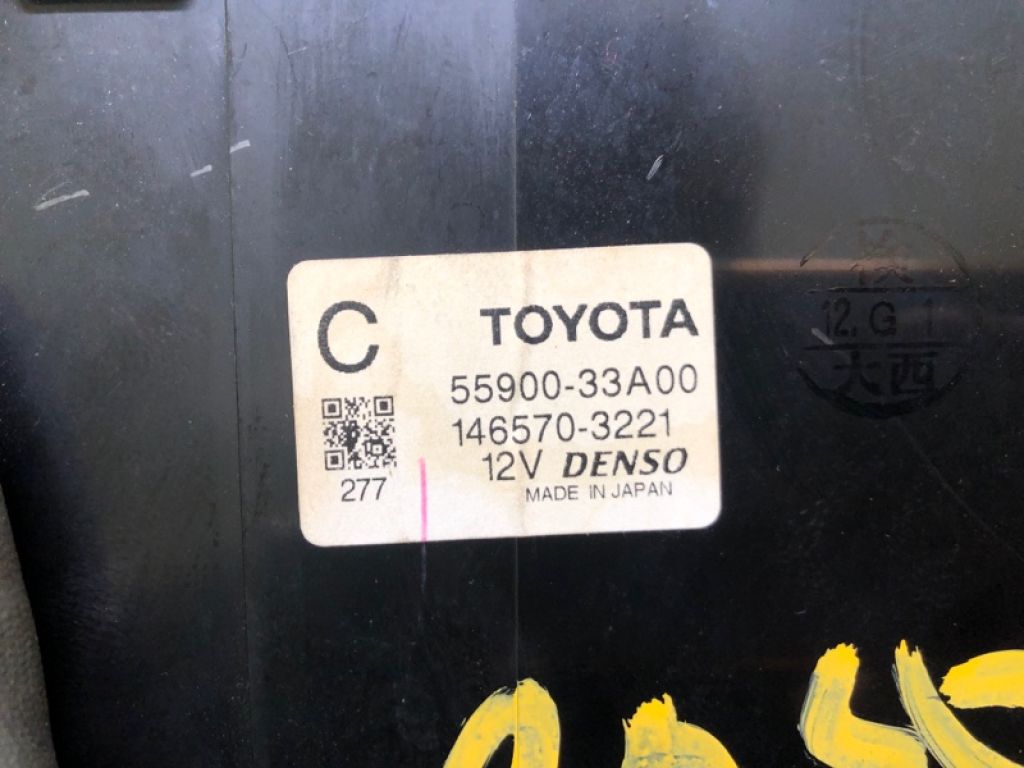 C
TOYOTA
55900-33A00
146570-3221
277
12V DENSO
MADE IN JAPAN
12.G 1
大西